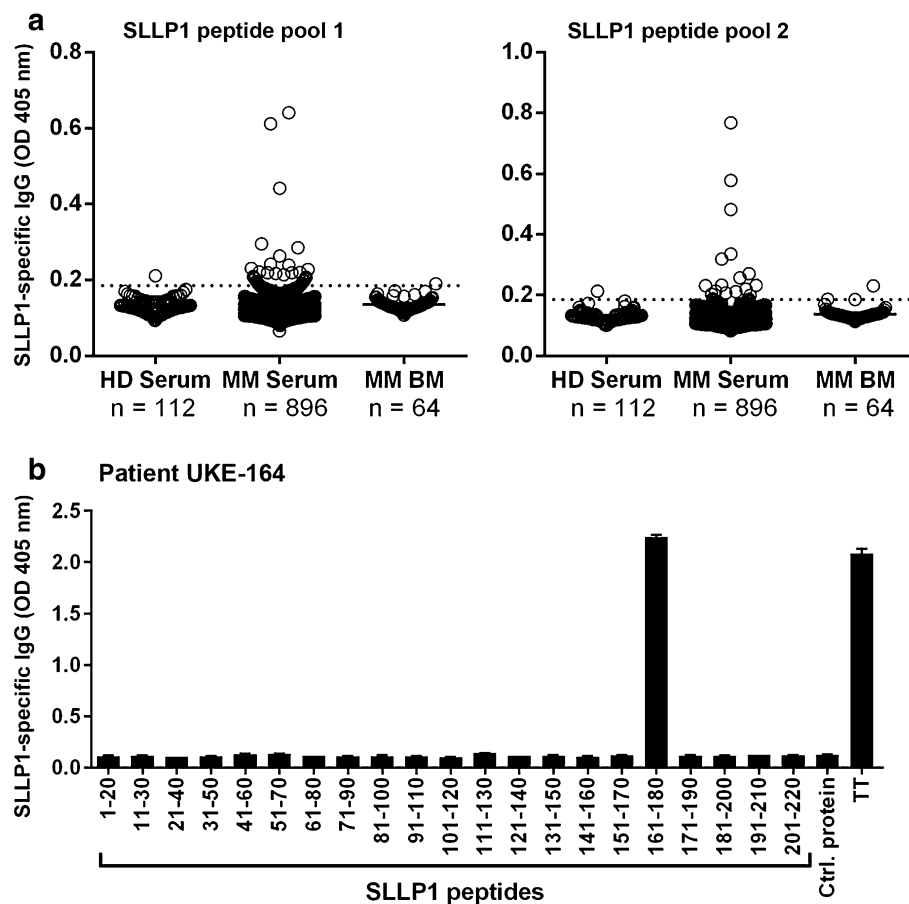 a
SLLP1 peptide pool 1
SLLP1 peptide pool 2
SLLP1-specific IgG (OD 405 nm)
0.8
0.6
0.4
0.2
0.0
HD Serum
n = 112
MM Serum
n = 896
MM BM
n = 64
1.0
0.8
0.6
0.4
0.2
0.0
HD Serum
n = 112
MM Serum
n = 896
MM BM
n = 64
b
Patient UKE-164
SLLP1-specific IgG (OD 405 nm)
2.5
2.0
1.5
1.0
0.5
0.0
1-20
11-30
21-40
31-50
41-60
51-70
61-80
71-90
81-100
91-110
101-120
111-130
121-140
131-150
141-160
151-170
161-180
171-190
181-200
191-210
201-220
Ctrl. protein
TT
SLLP1 peptides